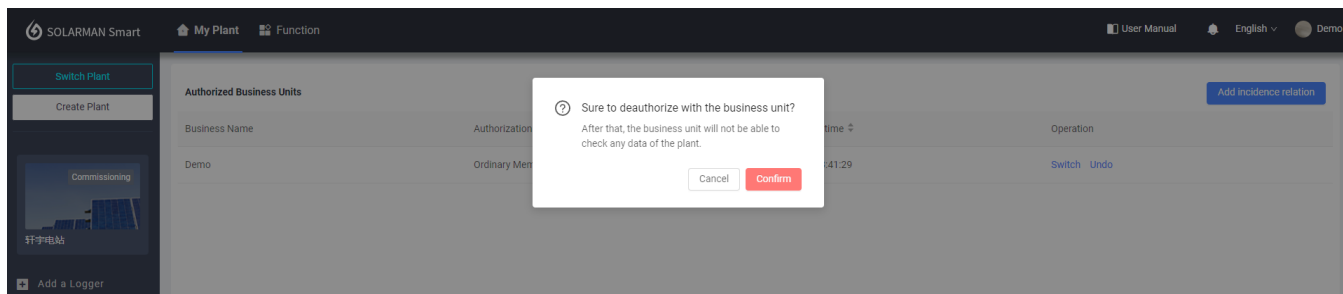 SOLARMAN Smart
My Plant
Function
User Manual
English
Demo
Switch Plant
Create Plant
Commissioning
轩宇电站
Add a Logger
Authorized Business Units
Add incidence relation
Business Name
Authorization
time
Operation
Demo
Ordinary Mem
:41:29
Switch Undo
Sure to deauthorize with the business unit?
After that, the business unit will not be able to
check any data of the plant.
Cancel
Confirm